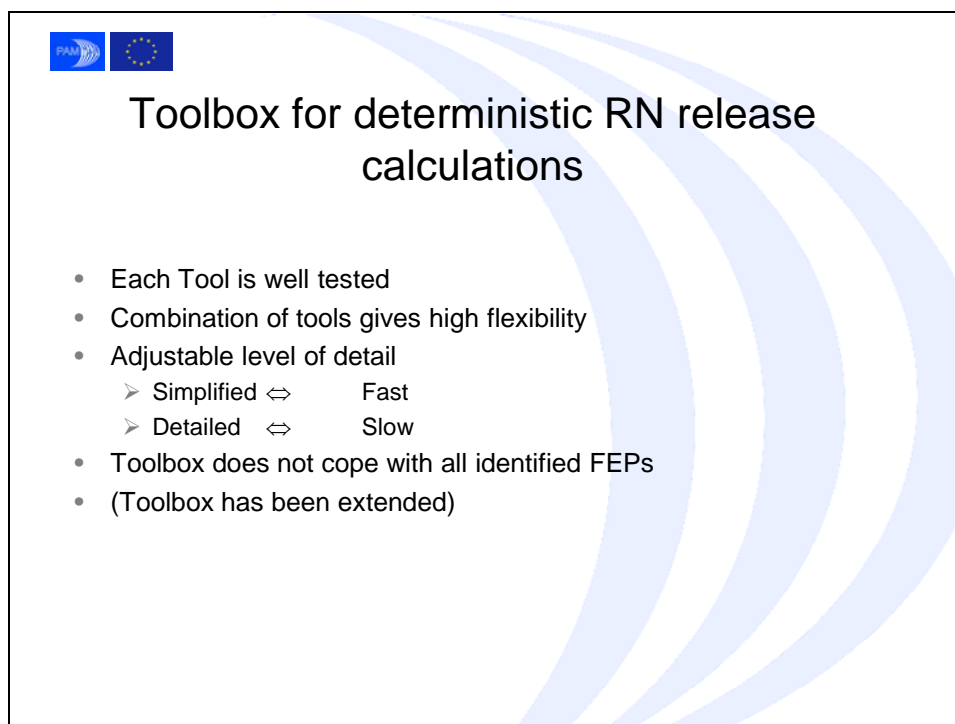 PAM
Toolbox for deterministic RN release
calculations
• Each Tool is well tested
• Combination of tools gives high flexibility
• Adjustable level of detail
➢ Simplified ⇔ Fast
➢ Detailed ⇔ Slow
• Toolbox does not cope with all identified FEPs
• (Toolbox has been extended)